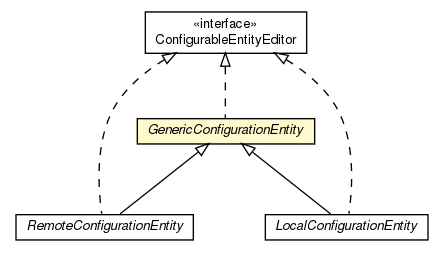 «interface»
ConfigurableEntityEditor
GenericConfigurationEntity
RemoteConfigurationEntity
LocalConfigurationEntity